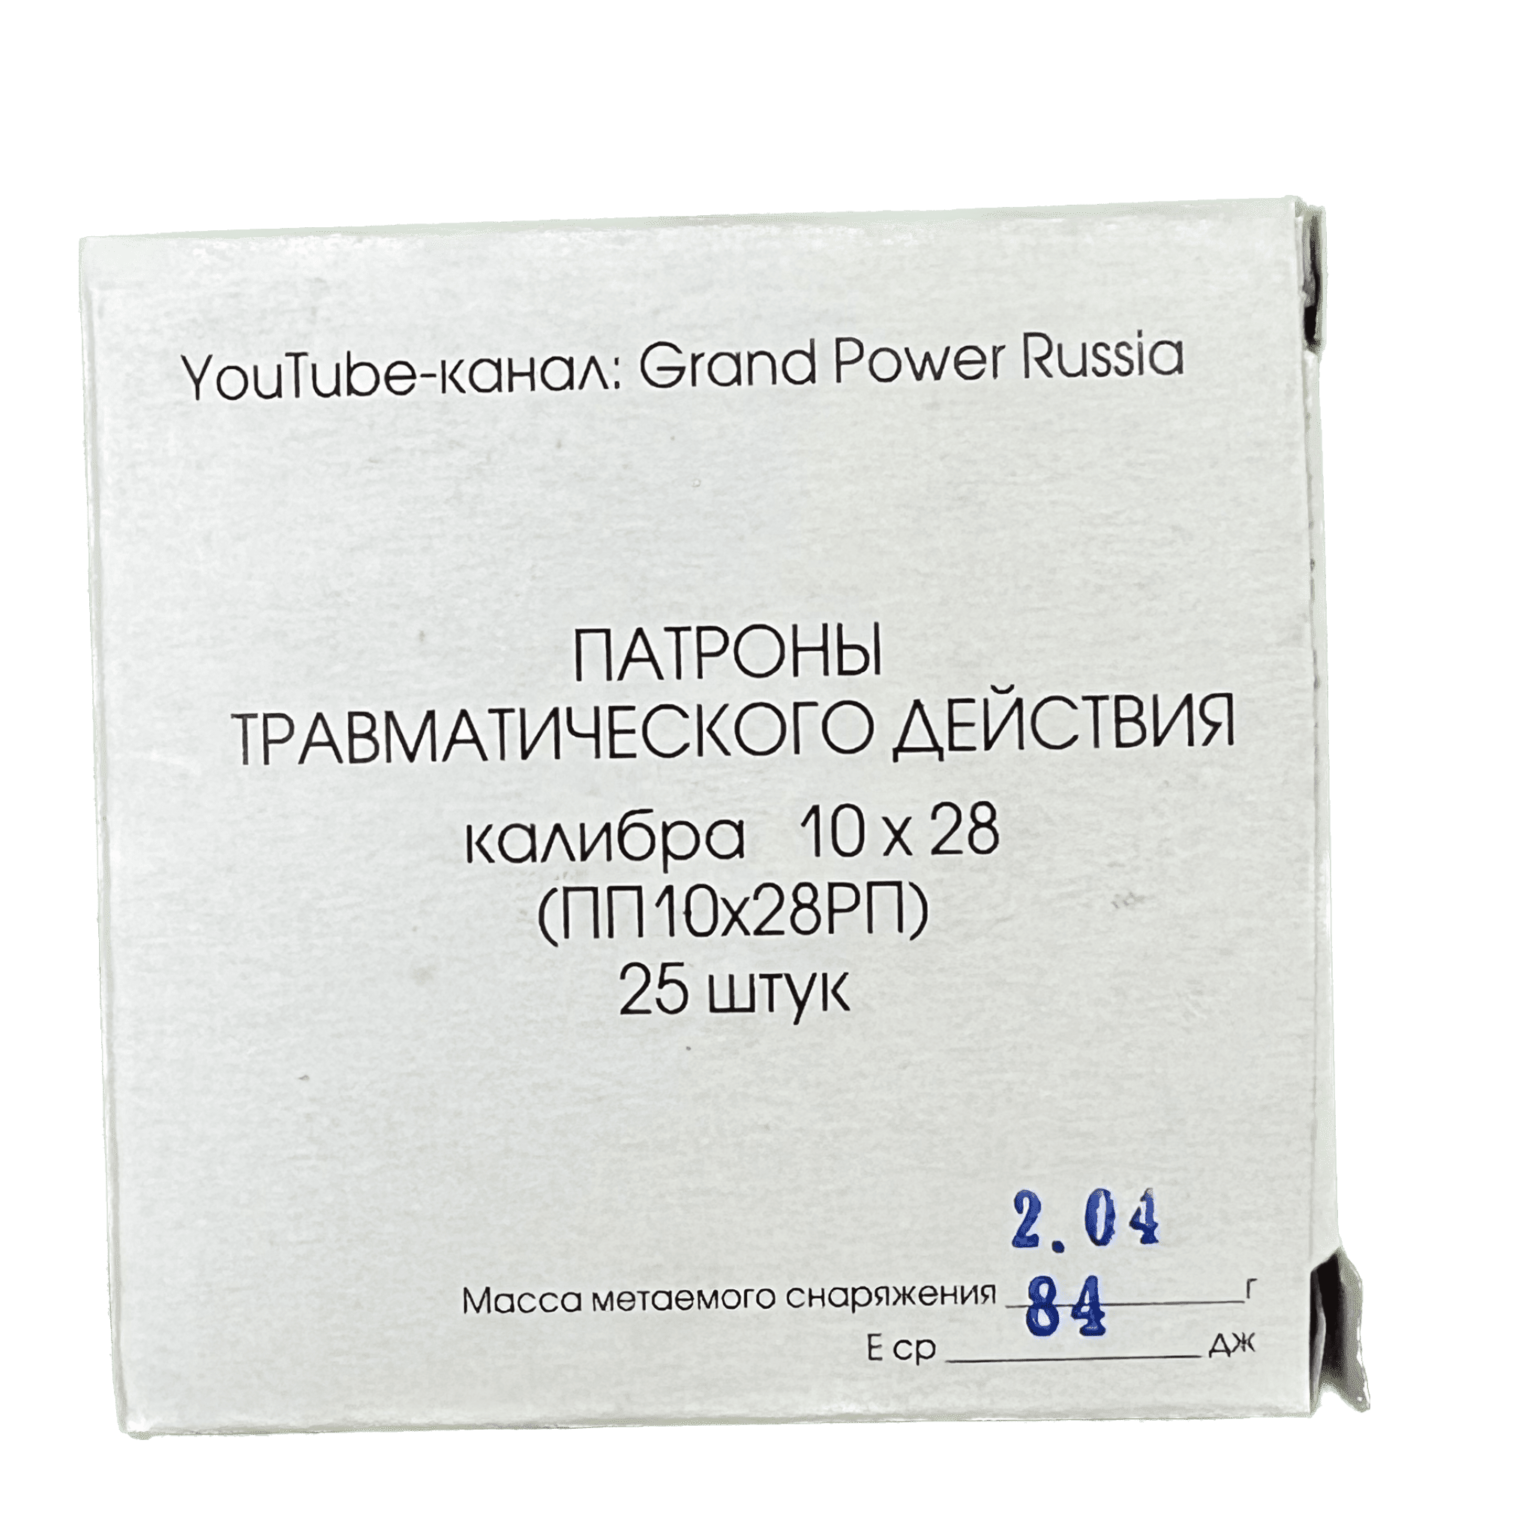 YouTube-канал: Grand Power Russia
ПАТРОНЫ
ТРАВМАТИЧЕСКОГО ДЕЙСТВИЯ
калибра 10 x 28
(ПП10x28РП)
25 штук
2.04
Масса метаемого снаряжения г
84
Е ср дж